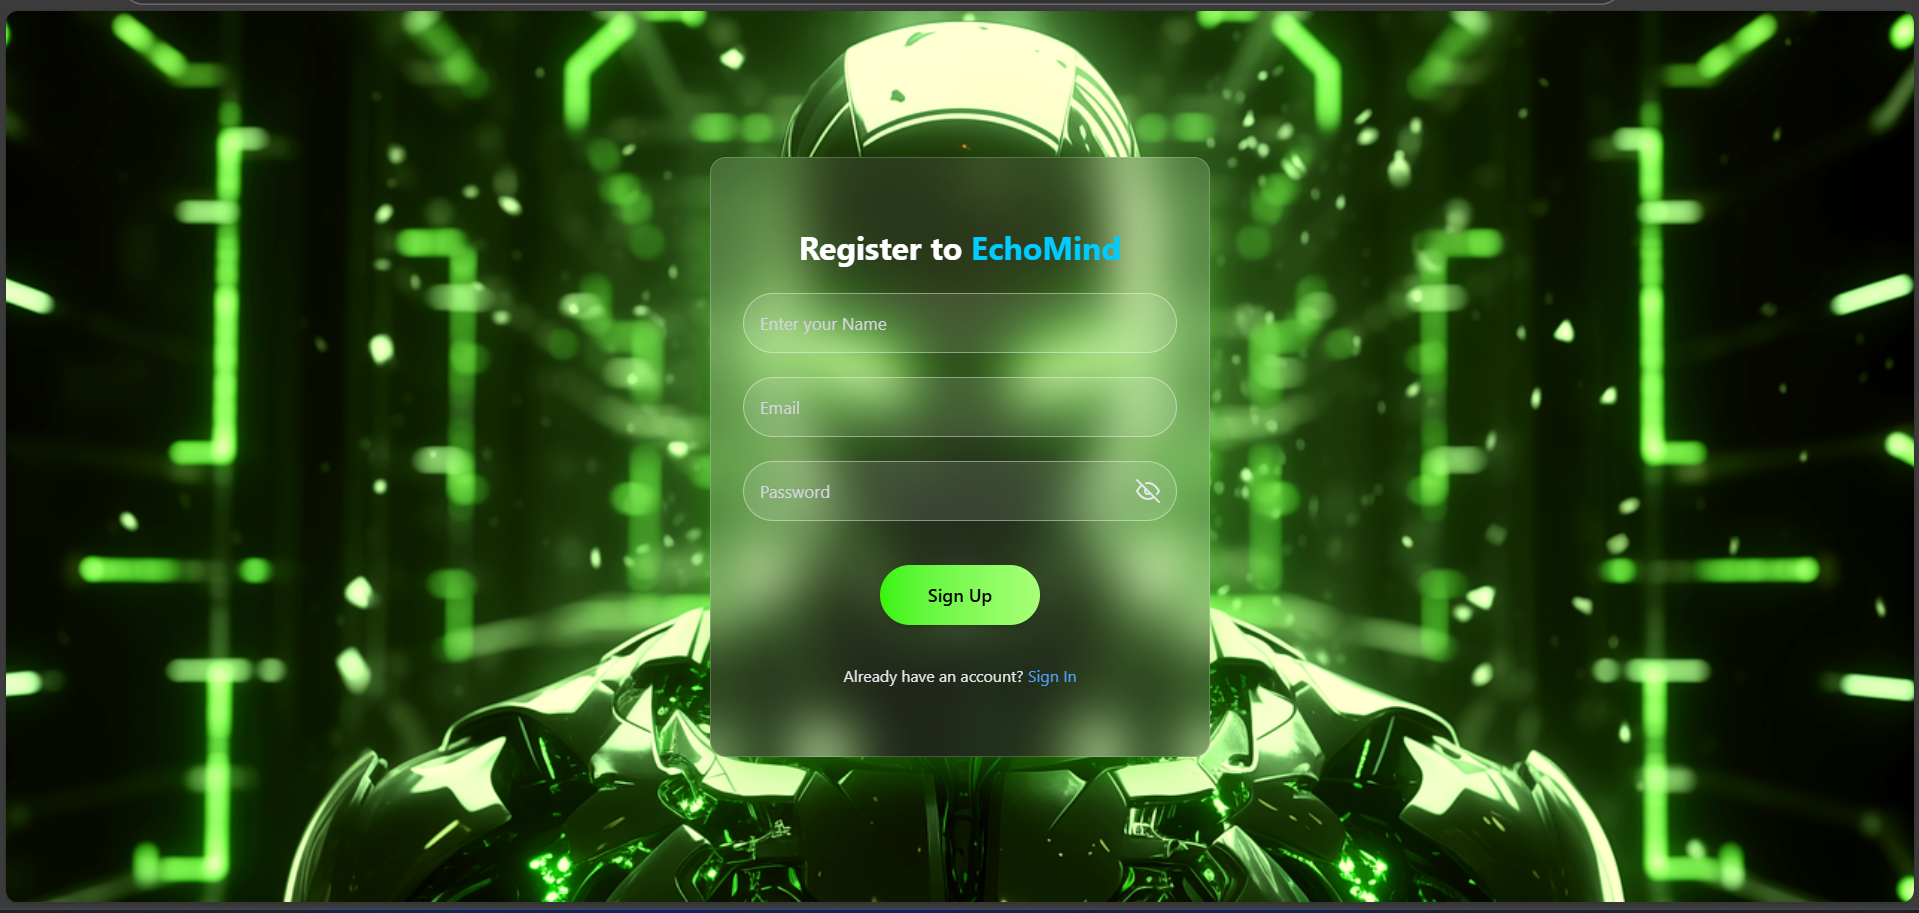 Register to EchoMind
Enter your Name
Email
Password
Sign Up
Already have an account? Sign In